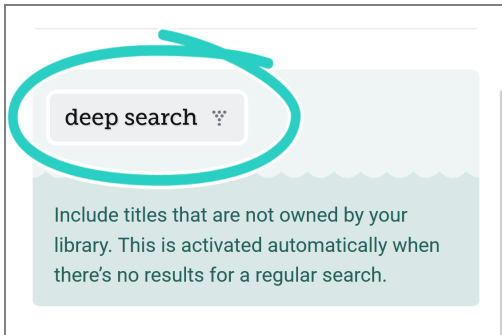 deep search
Include titles that are not owned by your
library. This is activated automatically when
there’s no results for a regular search.